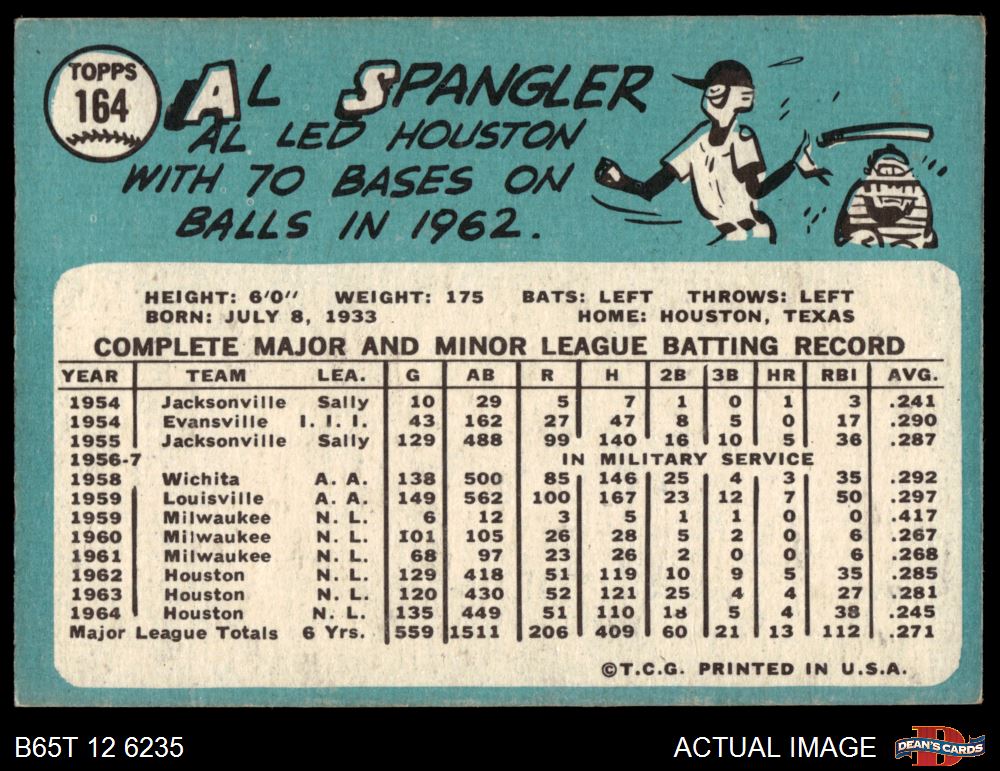 TOPPS
164
AL SPANGLER
AL LED HOUSTON
WITH 70 BASES ON
BALLS IN 1962.
HEIGHT: 6'0" WEIGHT: 175 BATS: LEFT THROWS: LEFT
BORN: JULY 8, 1933 HOME: HOUSTON, TEXAS
COMPLETE MAJOR AND MINOR LEAGUE BATTING RECORD
YEAR TEAM LEA. G AB R H 2B 3B HR RBI AVG.
1954 Jacksonville Sally 10 29 5 7 1 0 1 3 .241
1954 Evansville I. I. I. 43 162 27 47 8 5 0 17 .290
1955 Jacksonville Sally 129 488 99 140 16 10 5 36 .287
1956-7 IN MILITARY SERVICE
1958 Wichita A. A. 138 500 85 146 25 4 3 35 .292
1959 Louisville A. A. 149 562 100 167 23 12 7 50 .297
1959 Milwaukee N. L. 6 12 3 5 1 1 0 0 .417
1960 Milwaukee N. L. 101 105 26 28 5 2 0 6 .267
1961 Milwaukee N. L. 68 97 23 26 2 0 0 6 .268
1962 Houston N. L. 129 418 51 119 10 9 5 35 .285
1963 Houston N. L. 120 430 52 121 25 4 4 27 .281
1964 Houston N. L. 135 449 51 110 18 5 4 38 .245
Major League Totals 6 Yrs. 559 1511 206 409 60 21 13 112 .271
©T.C.G. PRINTED IN U.S.A.
B65T 12 6235 ACTUAL IMAGE DEAN'S CARDS